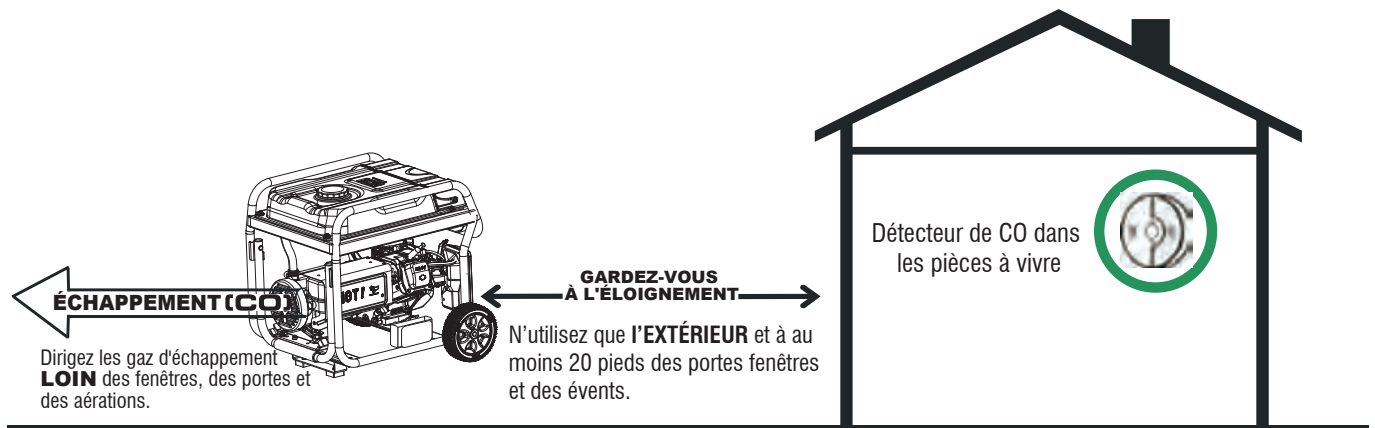 ÉCHAPPEMENT (CO)
Dirigez les gaz d'échappement
LOIN des fenêtres, des portes et
des aérations.
GARDEZ-VOUS
À L'ÉLOIGNEMENT
N’utilisez que l’EXTÉRIEUR et à au
moins 20 pieds des portes fenêtres
et des évents.
Détecteur de CO dans
les pièces à vivre